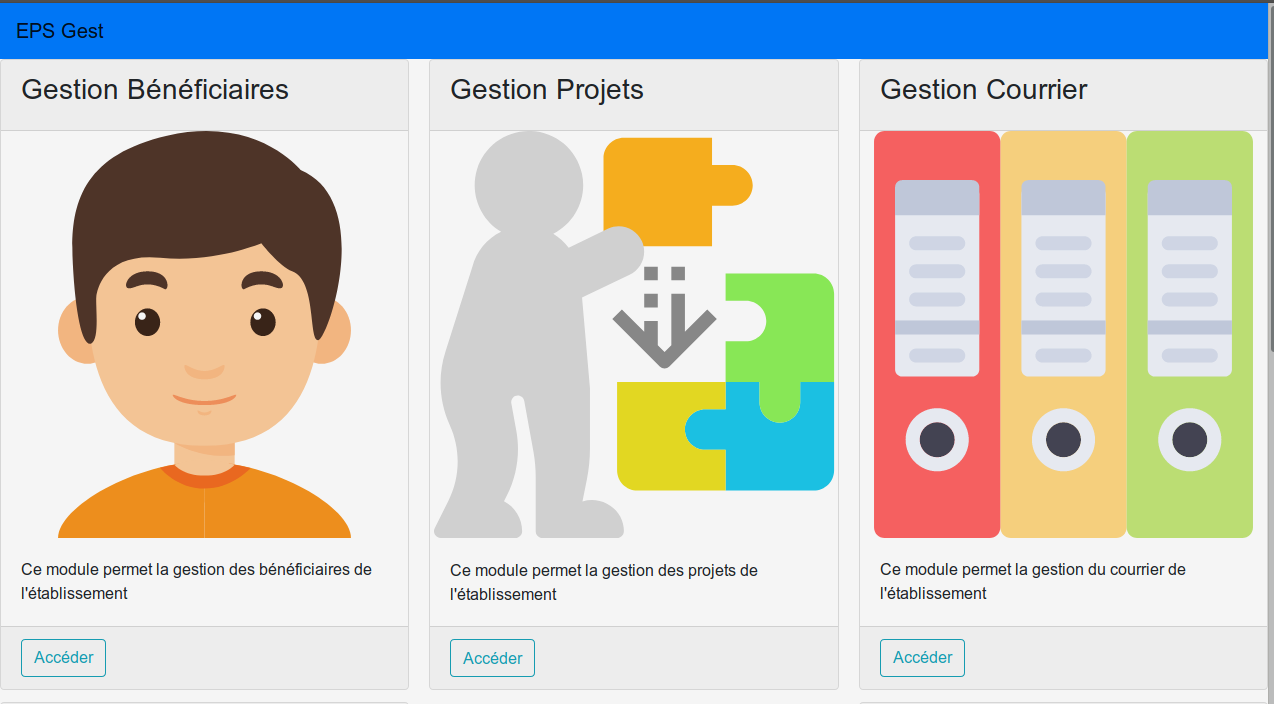 EPS Gest
Gestion Bénéficiaires
Ce module permet la gestion des bénéficiaires de
l'établissement
Accéder
Gestion Projets
Ce module permet la gestion des projets de
l'établissement
Accéder
Gestion Courrier
Ce module permet la gestion du courrier de
l'établissement
Accéder